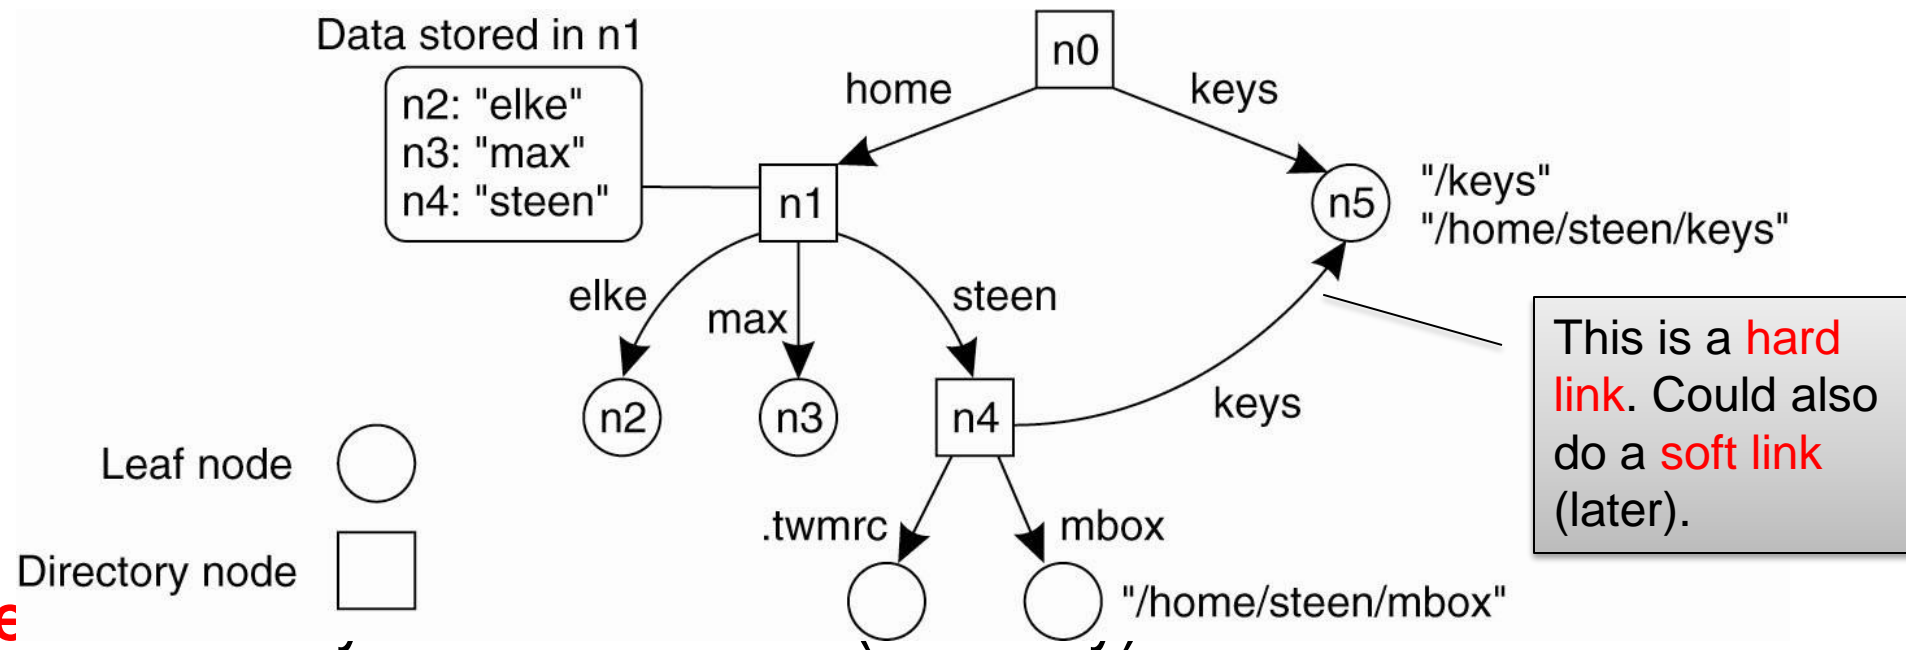 Data stored in n1
n0
home
keys
n2: "elke"
n3: "max"
n4: "steen"
n1
n5
"/keys"
"/home/steen/keys"
elke
max
steen
This is a hard
link. Could also
do a soft link
(later).
n2
n3
n4
keys
Leaf node
.twmrc
mbox
Directory node
"/home/steen/mbox"